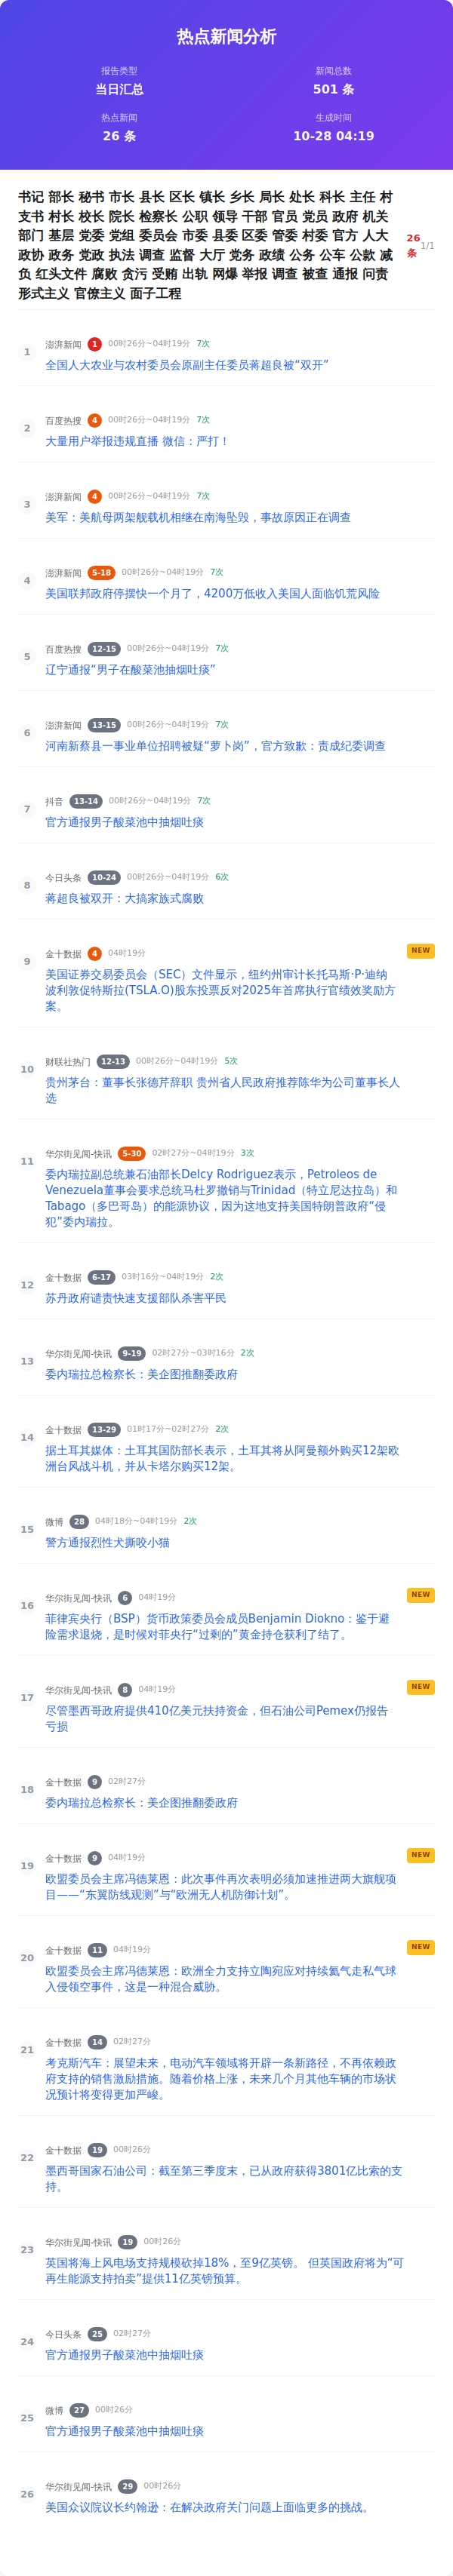 热点新闻分析
报告类型
新闻总数
当日汇总
501 条
热点新闻
生成时间
26 条
10-28 04:19
书记 部长 秘书 市长 县长 区长 镇长 乡长 局长 处长 科长 主任 村
支书 村长 校长 院长 检察长 公职 领导 干部 官员 党员 政府 机关
部门 基层 党委 党组 委员会 市委 县委 区委 管委 村委 官方 人大
政协 政务 党政 执法 调查 监督 大厅 党务 政绩 公务 公车 公款 减
负 红头文件 腐败 贪污 受贿 出轨 网爆 举报 调查 被查 通报 问责
形式主义 官僚主义 面子工程
26
条
1/1
1
澎湃新闻 1 00时26分~04时19分 7次
全国人大农业与农村委员会原副主任委员蒋超良被“双开”
2
百度热搜 4 00时26分~04时19分 7次
大量用户举报违规直播 微信：严打！
3
澎湃新闻 4 00时26分~04时19分 7次
美军：美航母两架舰载机相继在南海坠毁，事故原因正在调查
4
澎湃新闻 5-18 00时26分~04时19分 7次
美国联邦政府停摆快一个月了，4200万低收入美国人面临饥荒风险
5
百度热搜 12-15 00时26分~04时19分 7次
辽宁通报“男子在酸菜池抽烟吐痰”
6
澎湃新闻 13-15 00时26分~04时19分 7次
河南新蔡县一事业单位招聘被疑“萝卜岗”，官方致歉：责成纪委调查
7
抖音 13-14 00时26分~04时19分 7次
官方通报男子酸菜池中抽烟吐痰
8
今日头条 10-24 00时26分~04时19分 6次
蒋超良被双开：大搞家族式腐败
9
金十数据 4 04时19分
NEW
美国证券交易委员会（SEC）文件显示，纽约州审计长托马斯·P·迪纳
波利敦促特斯拉(TSLA.O)股东投票反对2025年首席执行官绩效奖励方
案。
10
财联社热门 12-13 00时26分~04时19分 5次
贵州茅台：董事长张德芹辞职 贵州省人民政府推荐陈华为公司董事长人
选
11
华尔街见闻-快讯 5-30 02时27分~04时19分 3次
委内瑞拉副总统兼石油部长Delcy Rodriguez表示，Petroleos de
Venezuela董事会要求总统马杜罗撤销与Trinidad（特立尼达拉岛）和
Tabago（多巴哥岛）的能源协议，因为这地支持美国特朗普政府“侵
犯”委内瑞拉。
12
金十数据 6-17 03时16分~04时19分 2次
苏丹政府谴责快速支援部队杀害平民
13
华尔街见闻-快讯 9-19 02时27分~03时16分 2次
委内瑞拉总检察长：美企图推翻委政府
14
金十数据 13-29 01时17分~02时27分 2次
据土耳其媒体：土耳其国防部长表示，土耳其将从阿曼额外购买12架欧
洲台风战斗机，并从卡塔尔购买12架。
15
微博 28 04时18分~04时19分 2次
警方通报烈性犬撕咬小猫
16
华尔街见闻-快讯 6 04时19分
NEW
菲律宾央行（BSP）货币政策委员会成员Benjamin Diokno：鉴于避
险需求退烧，是时候对菲央行“过剩的”黄金持仓获利了结了。
17
华尔街见闻-快讯 8 04时19分
NEW
尽管墨西哥政府提供410亿美元扶持资金，但石油公司Pemex仍报告
亏损
18
金十数据 9 02时27分
委内瑞拉总检察长：美企图推翻委政府
19
金十数据 9 04时19分
NEW
欧盟委员会主席冯德莱恩：此次事件再次表明必须加速推进两大旗舰项
目——“东翼防线观测”与“欧洲无人机防御计划”。
20
金十数据 11 04时19分
NEW
欧盟委员会主席冯德莱恩：欧洲全力支持立陶宛应对持续氦气走私气球
入侵领空事件，这是一种混合威胁。
21
金十数据 14 02时27分
考克斯汽车：展望未来，电动汽车领域将开辟一条新路径，不再依赖政
府支持的销售激励措施。随着价格上涨，未来几个月其他车辆的市场状
况预计将变得更加严峻。
22
金十数据 19 00时26分
墨西哥国家石油公司：截至第三季度末，已从政府获得3801亿比索的支
持。
23
华尔街见闻-快讯 19 00时26分
英国将海上风电场支持规模砍掉18%，至9亿英镑。 但英国政府将为“可
再生能源支持拍卖”提供11亿英镑预算。
24
今日头条 25 02时27分
官方通报男子酸菜池中抽烟吐痰
25
微博 27 00时26分
官方通报男子酸菜池中抽烟吐痰
26
华尔街见闻-快讯 29 00时26分
美国众议院议长约翰逊：在解决政府关门问题上面临更多的挑战。